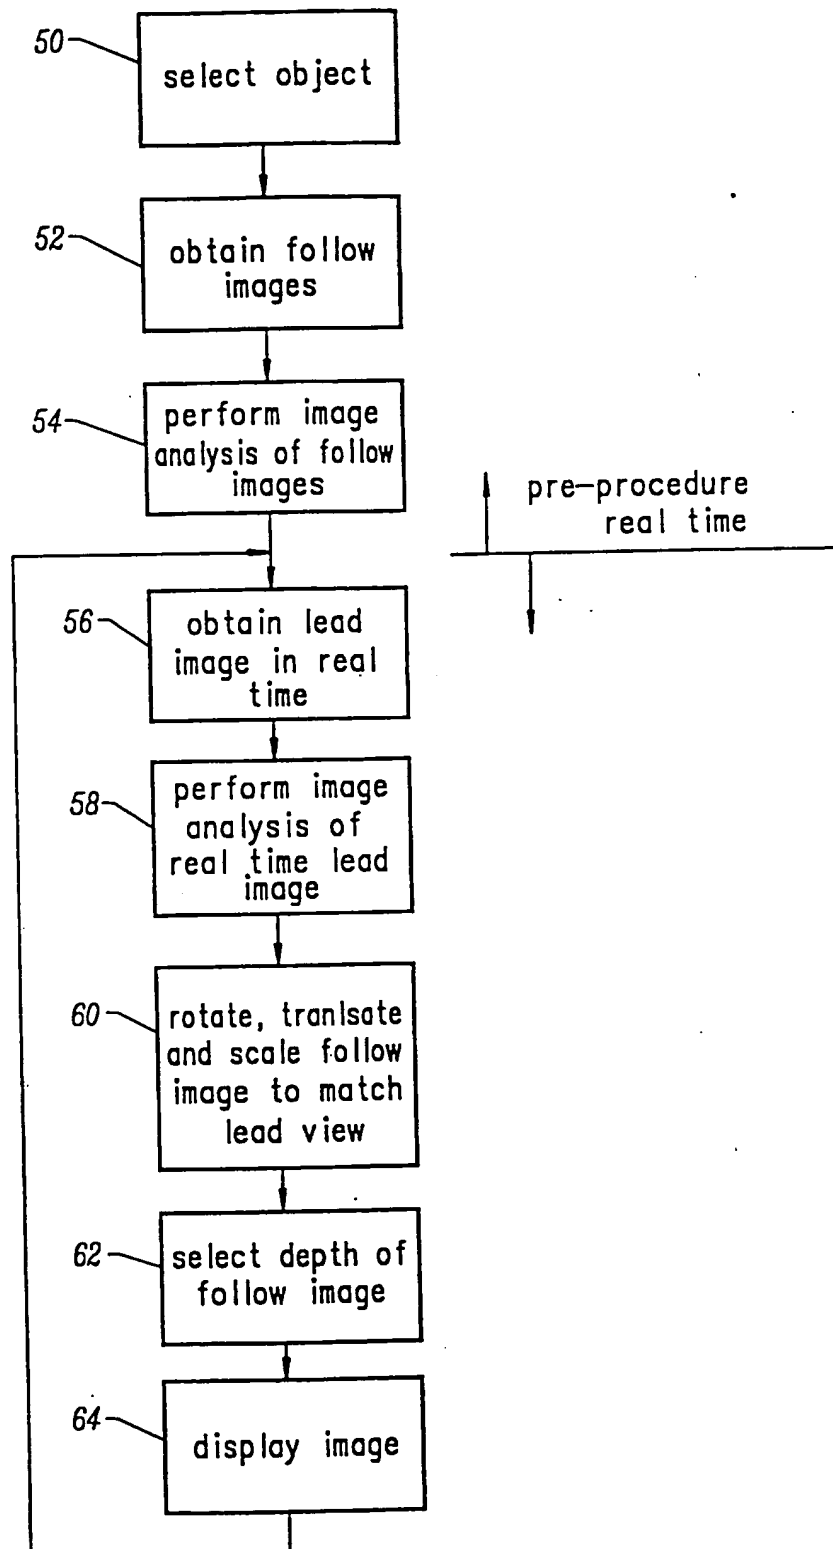 50
select object
52
obtain follow
images
54
perform image
analysis of follow
images
pre-procedure
real time
56
obtain lead
image in real
time
58
perform image
analysis of
real time lead
image
60
rotate, tranlsate
and scale follow
image to match
lead view
62
select depth of
follow image
64
display image